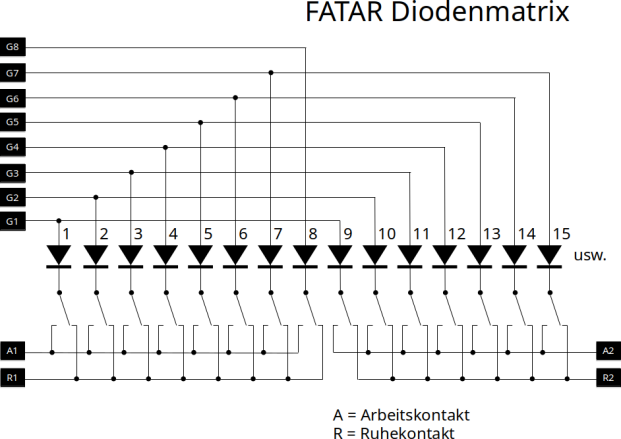 FATAR Diodenmatrix
G8
G7
G6
G5
G4
G3
G2
G1
1 2 3 4 5 6 7 8 9 10 11 12 13 14 15
usw.
A1 A2
R1 R2
A = Arbeitskontakt
R = Ruhekontakt